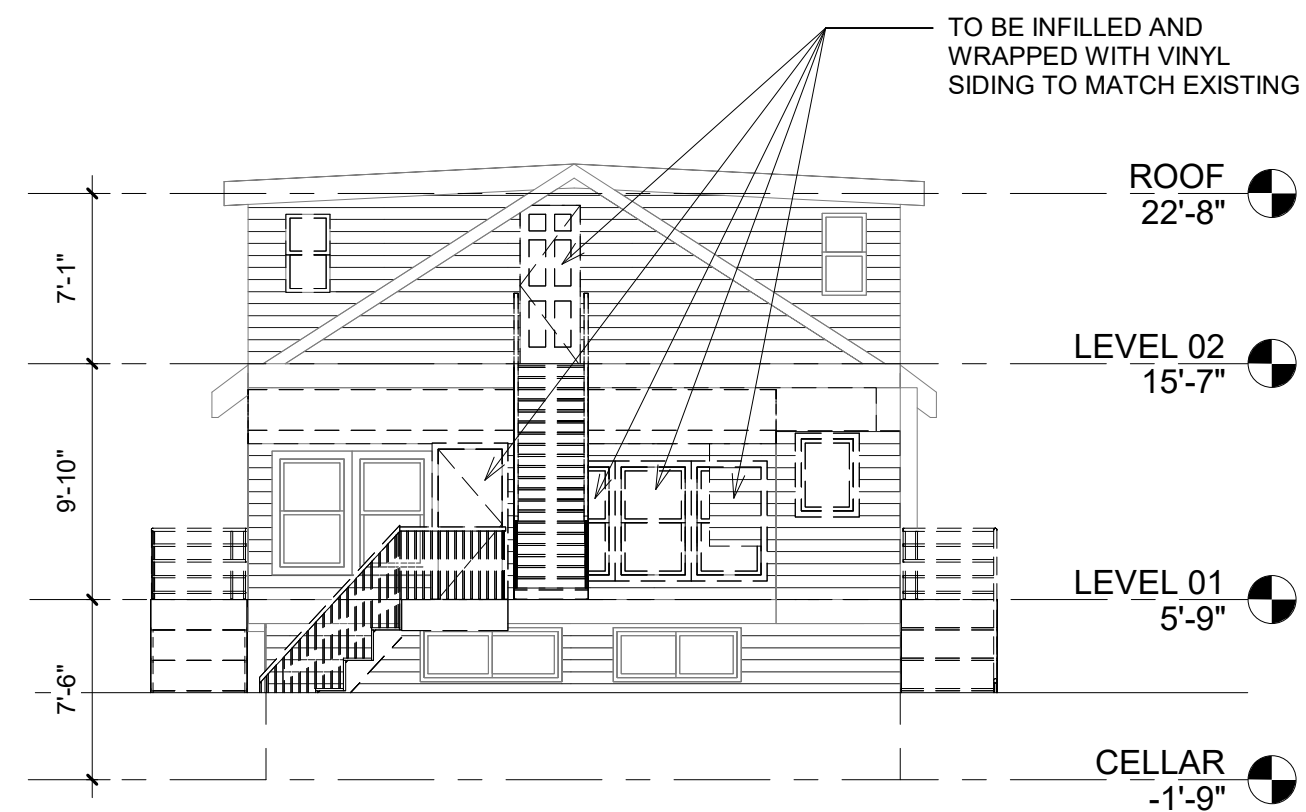 TO BE INFILLED AND
WRAPPED WITH VINYL
SIDING TO MATCH EXISTING
ROOF
22'-8"
7'-1"
LEVEL 02
15'-7"
9'-10"
LEVEL 01
5'-9"
7'-6"
CELLAR
-1'-9"